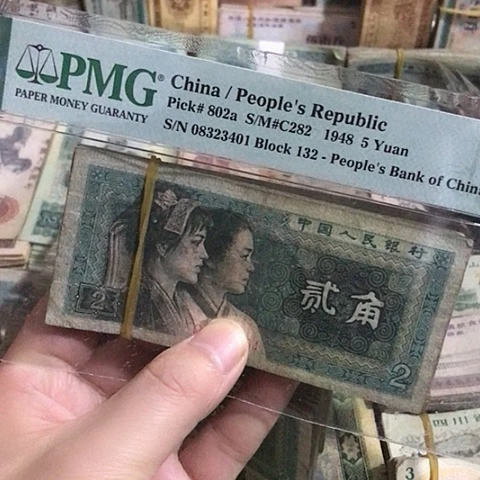 PMG®
PAPER MONEY GUARANTY
China / People's Republic
Pick# 802a S/M#C282 1948 5 Yuan
S/N 08323401 Block 132 - People's Bank of China
中国人民银行
贰角
2
2
3